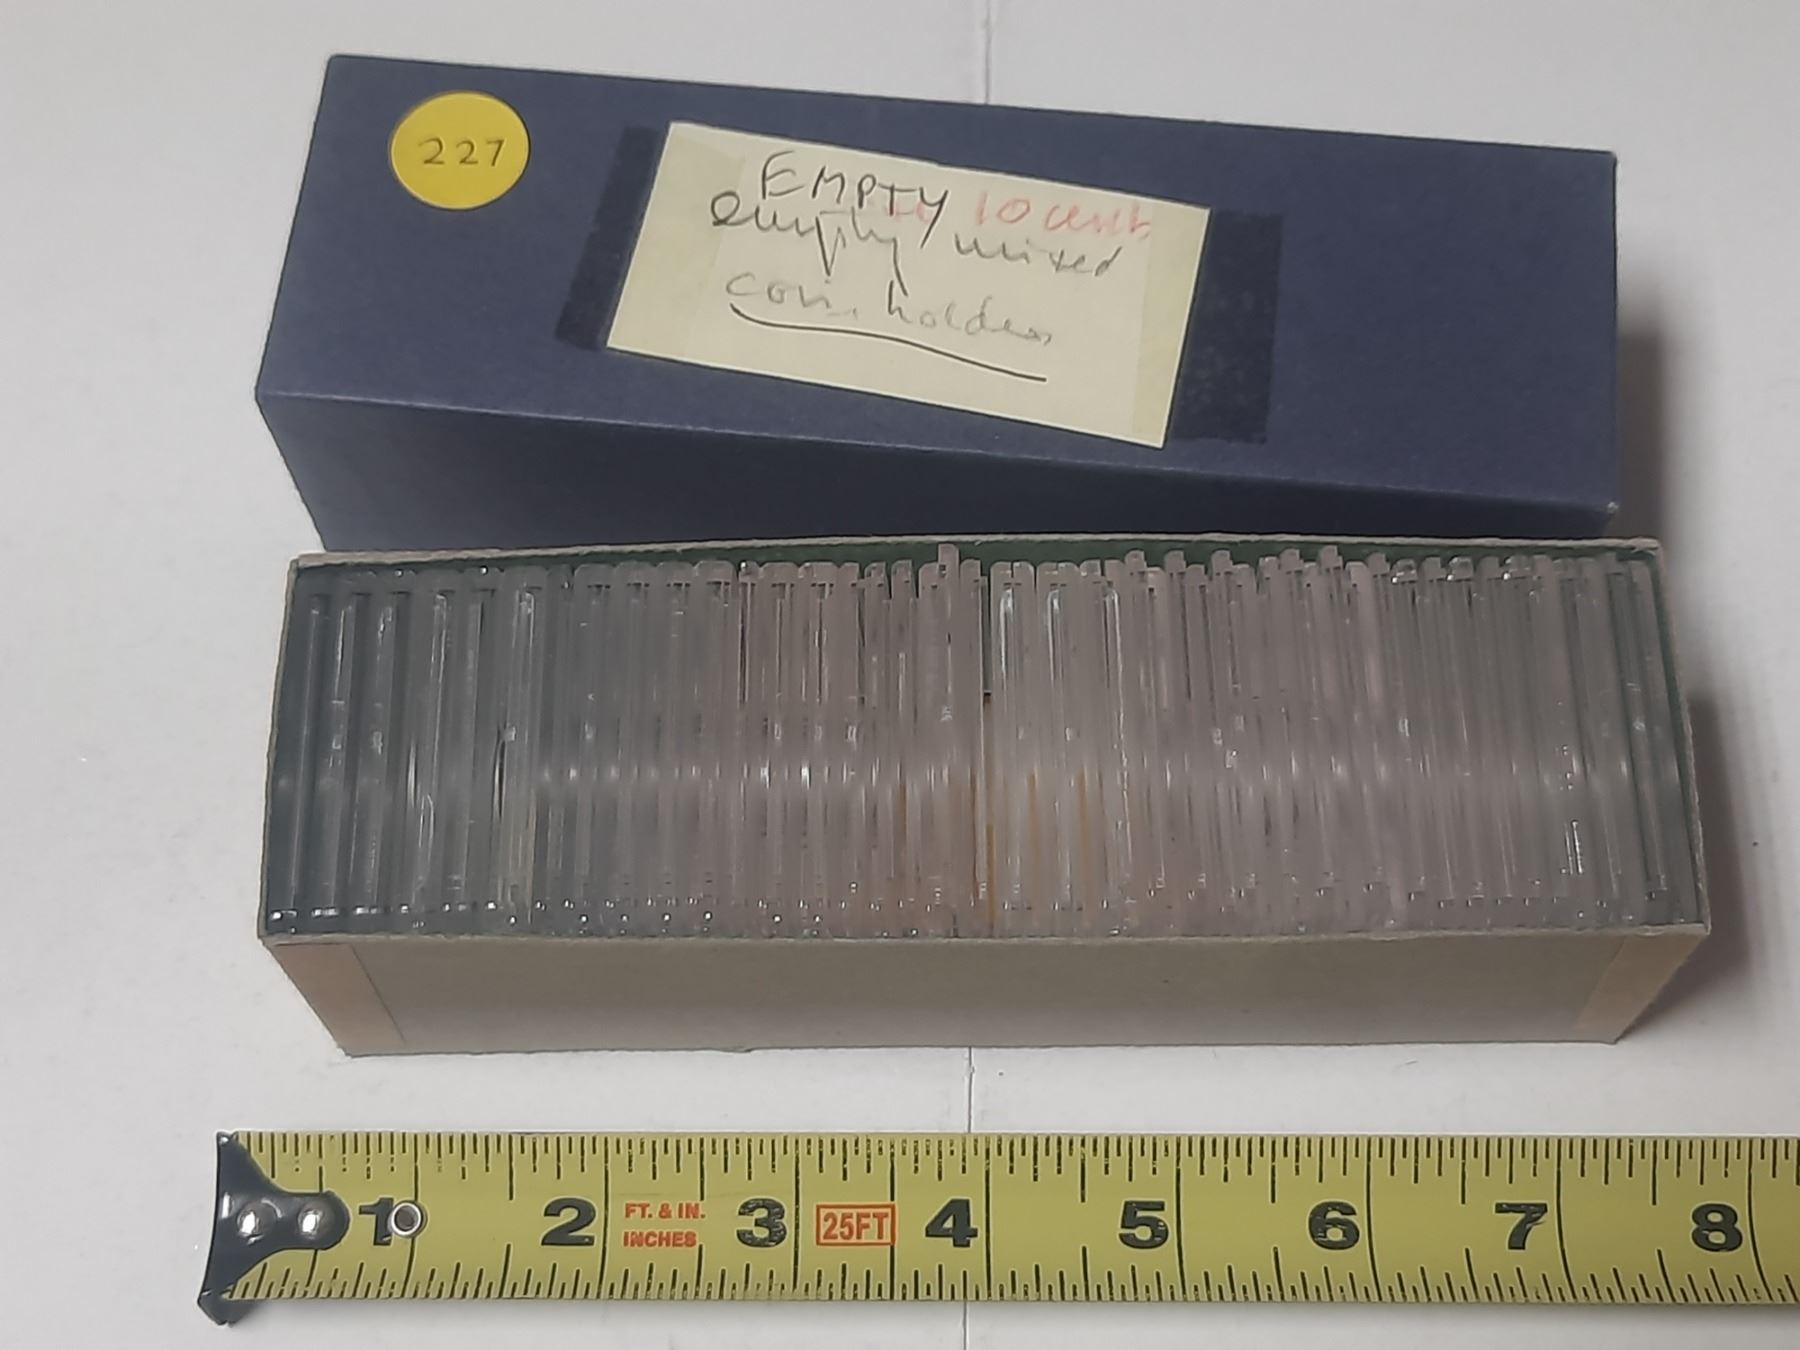 227
EMPTY 10 cent
empty mixed
coin holders
1 2 FT. & IN. INCHES 3 25FT 4 5 6 7 8